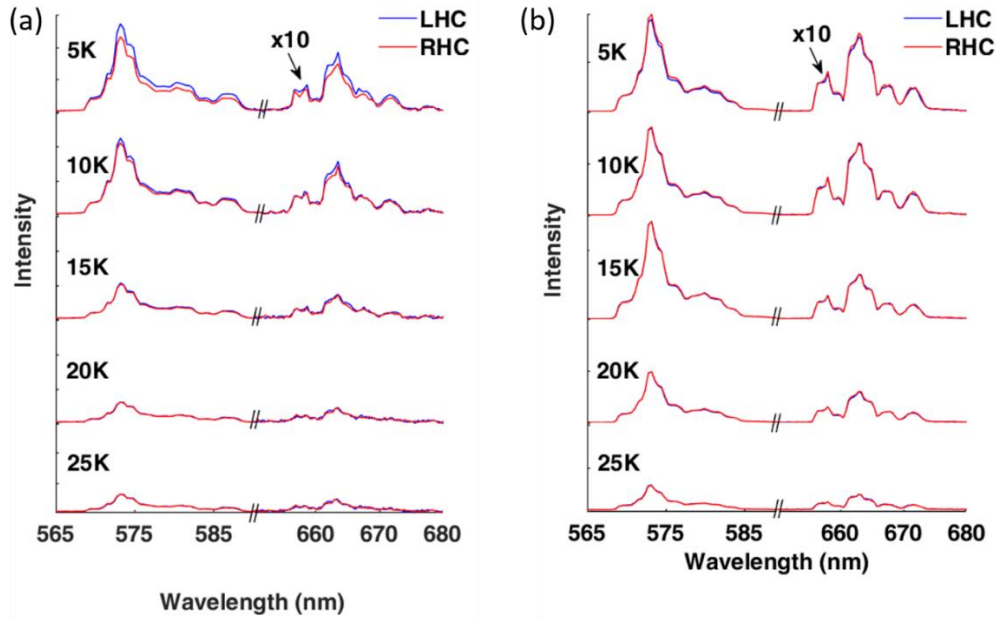 (a)
LHC
RHC
5K
x10
10K
15K
20K
25K
Intensity
565 575 585 660 670 680
Wavelength (nm)
(b)
LHC
RHC
5K
x10
10K
15K
20K
25K
Intensity
565 575 585 660 670 680
Wavelength (nm)